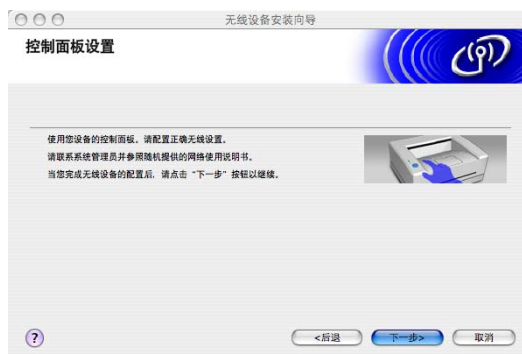 无线设备安装向导
控制面板设置
使用您设备的控制面板，请配置正确无线设置。
请联系系统管理员并参照随机提供的网络使用说明书。
当您完成无线设备的配置后，请点击“下一步”按钮以继续。
?
<后退
下一步>
取消